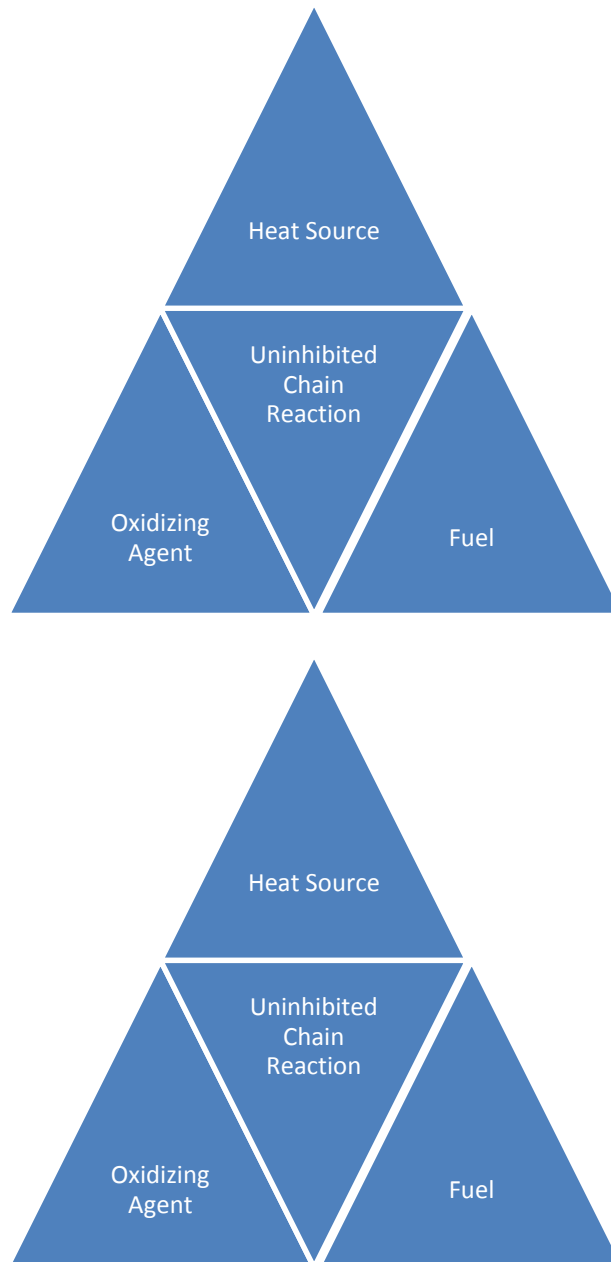 Heat Source
Uninhibited
Chain
Reaction
Oxidizing
Agent
Fuel
Heat Source
Uninhibited
Chain
Reaction
Oxidizing
Agent
Fuel